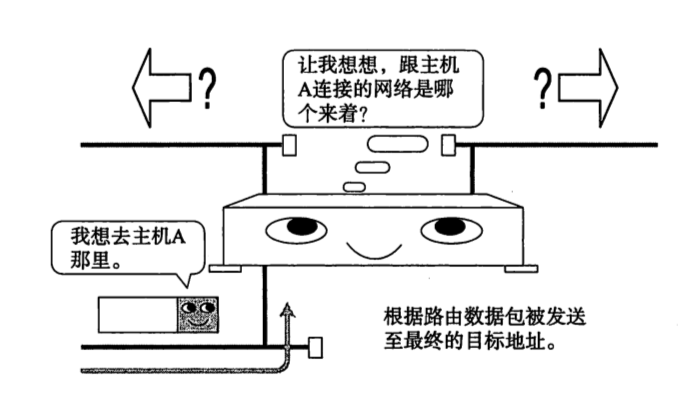 让我想想，跟主机
A连接的网络是哪
个来着？
?
?
我想去主机A
那里。
根据路由数据包被发送
至最终的目标地址。